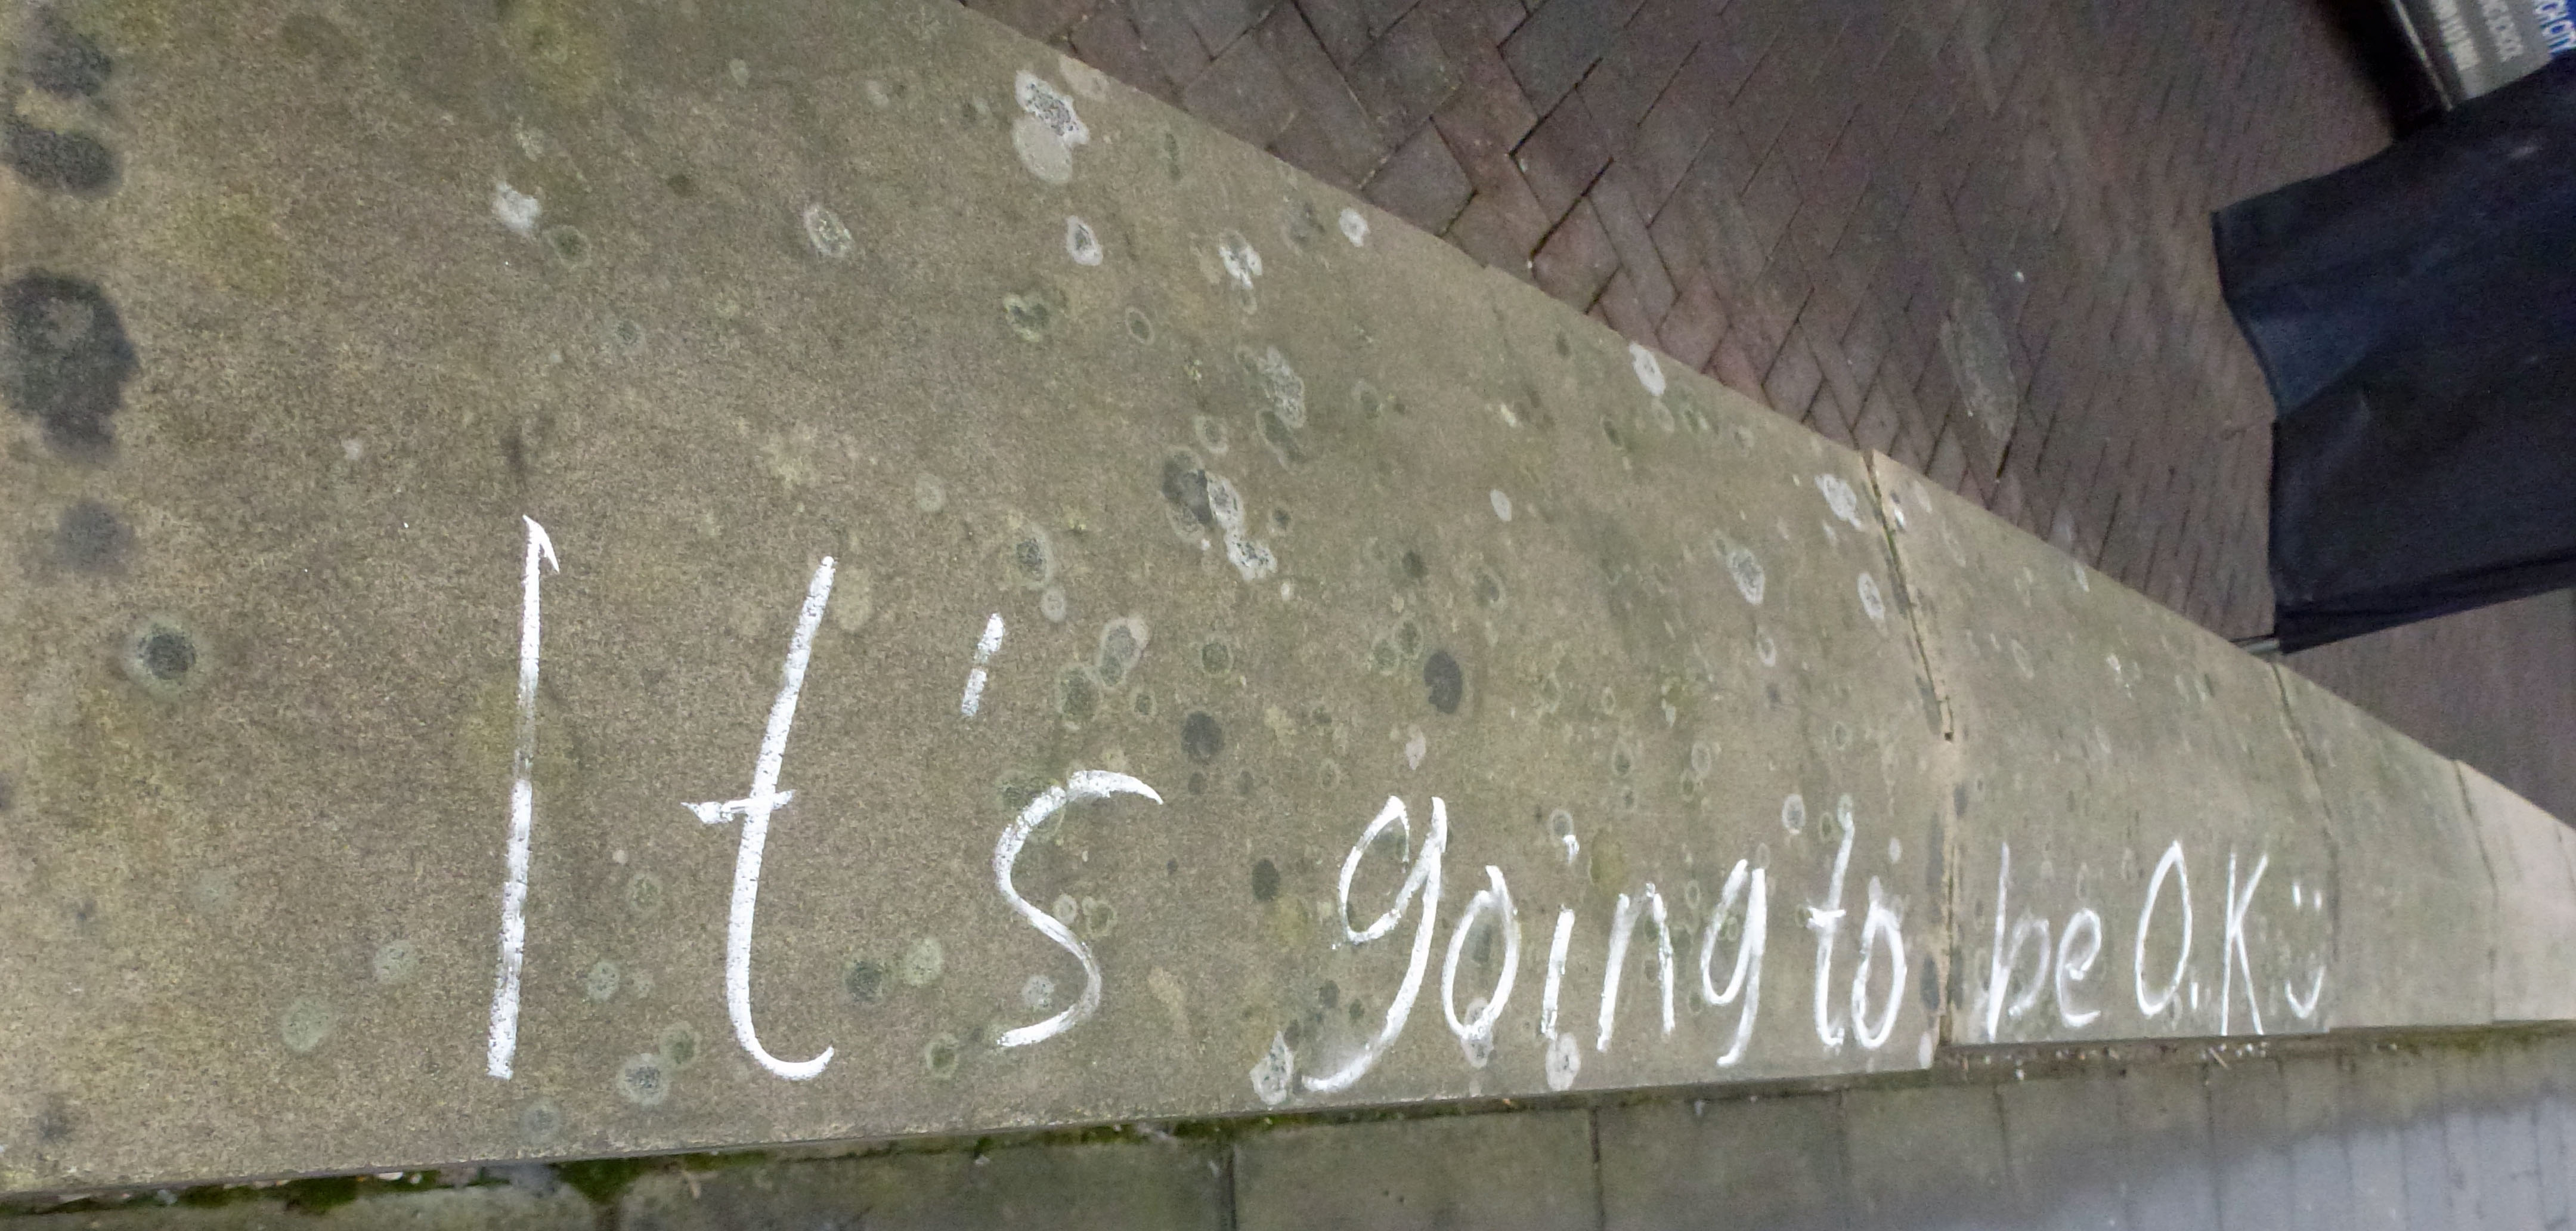 It's going to be O.K ü